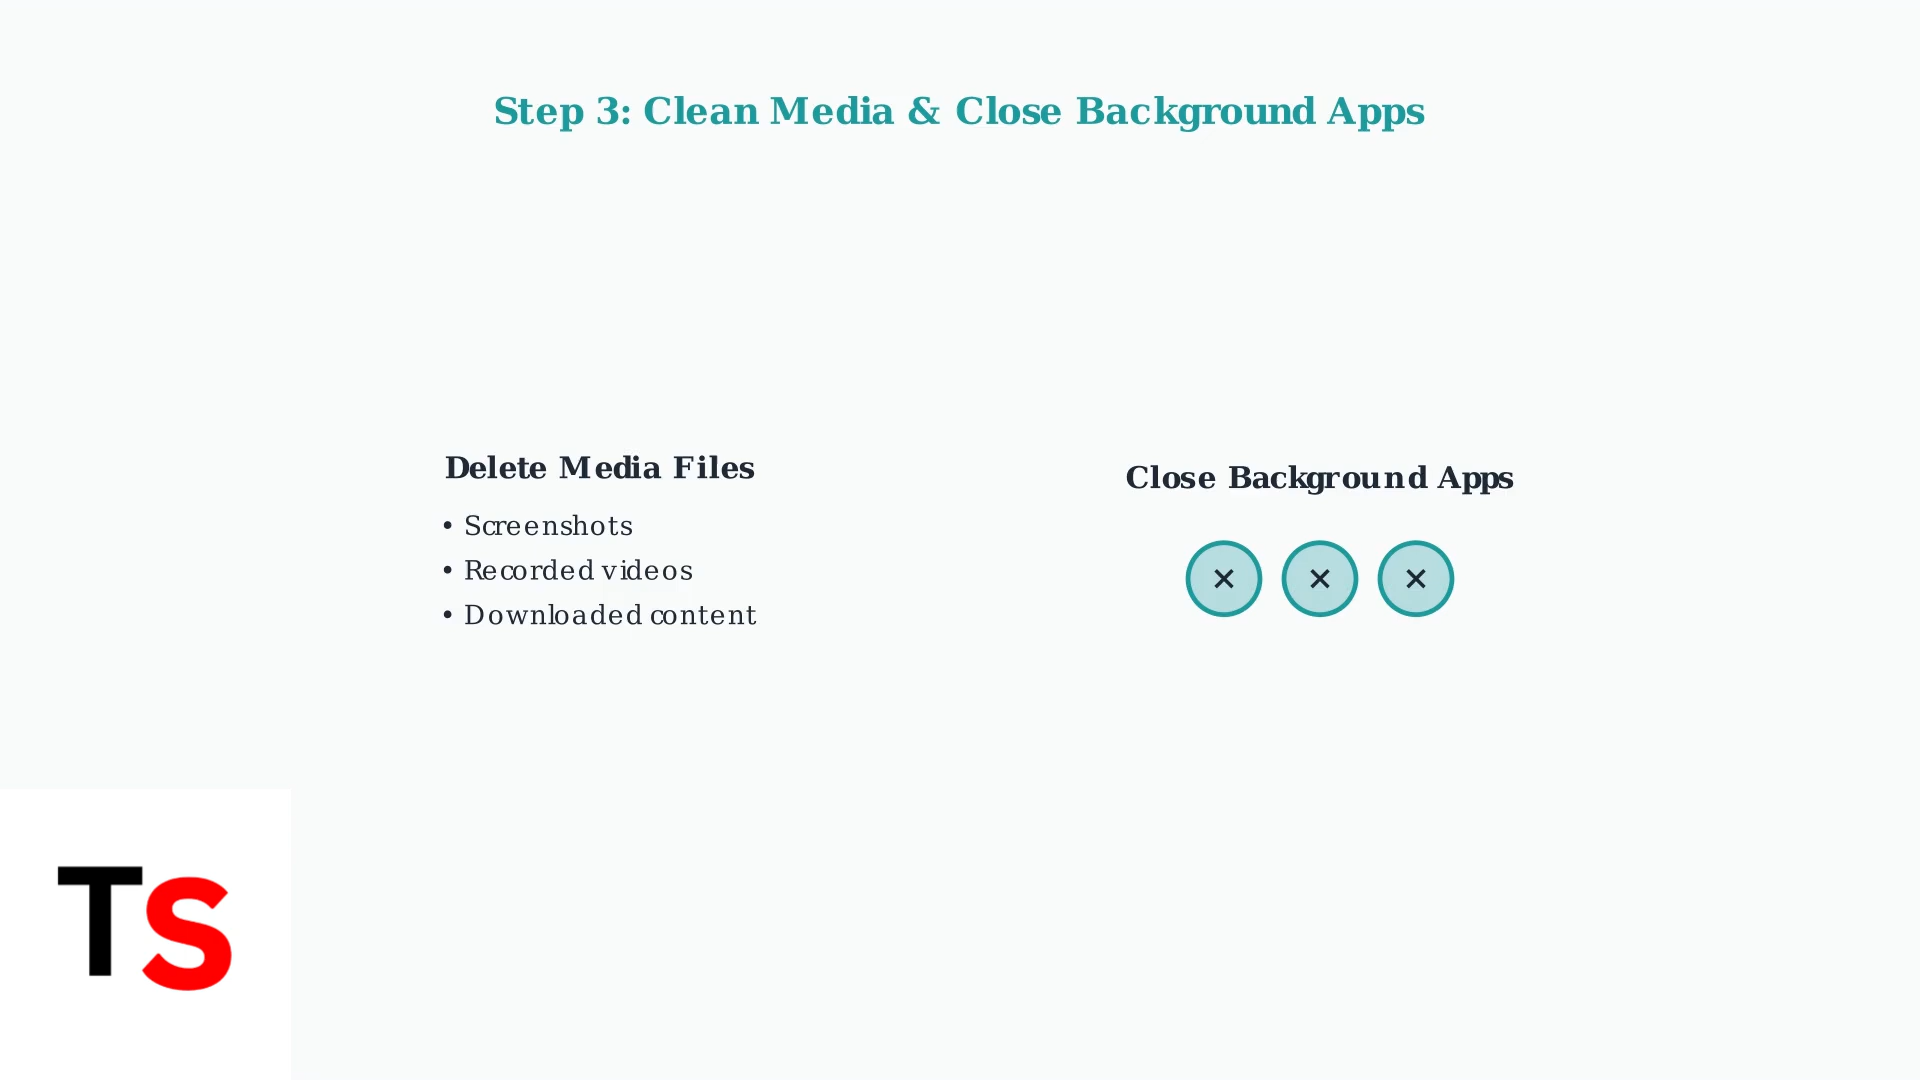 Step 3: Clean Media & Close Background Apps
Delete Media Files
• Screenshots
• Recorded videos
• Downloaded content
Close Background Apps
✕ ✕ ✕
TS